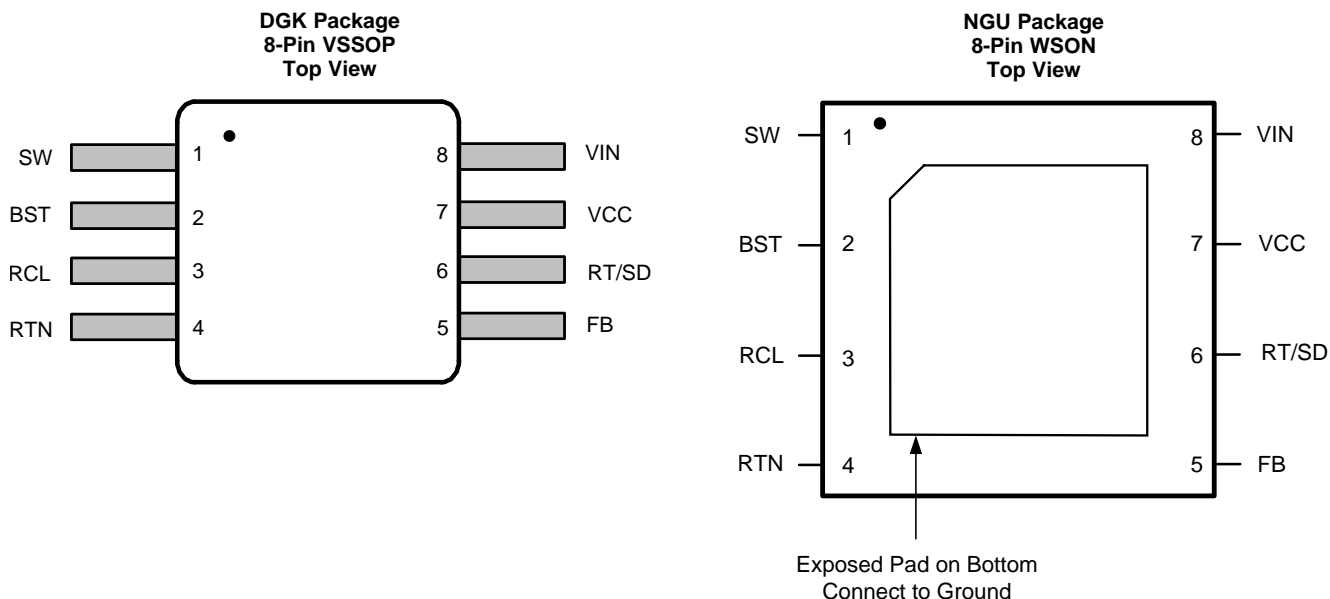 DGK Package
8-Pin VSSOP
Top View
SW 1 8 VIN
BST 2 7 VCC
RCL 3 6 RT/SD
RTN 4 5 FB
NGU Package
8-Pin WSON
Top View
SW 1 8 VIN
BST 2 7 VCC
RCL 3 6 RT/SD
RTN 4 5 FB
Exposed Pad on Bottom
Connect to Ground